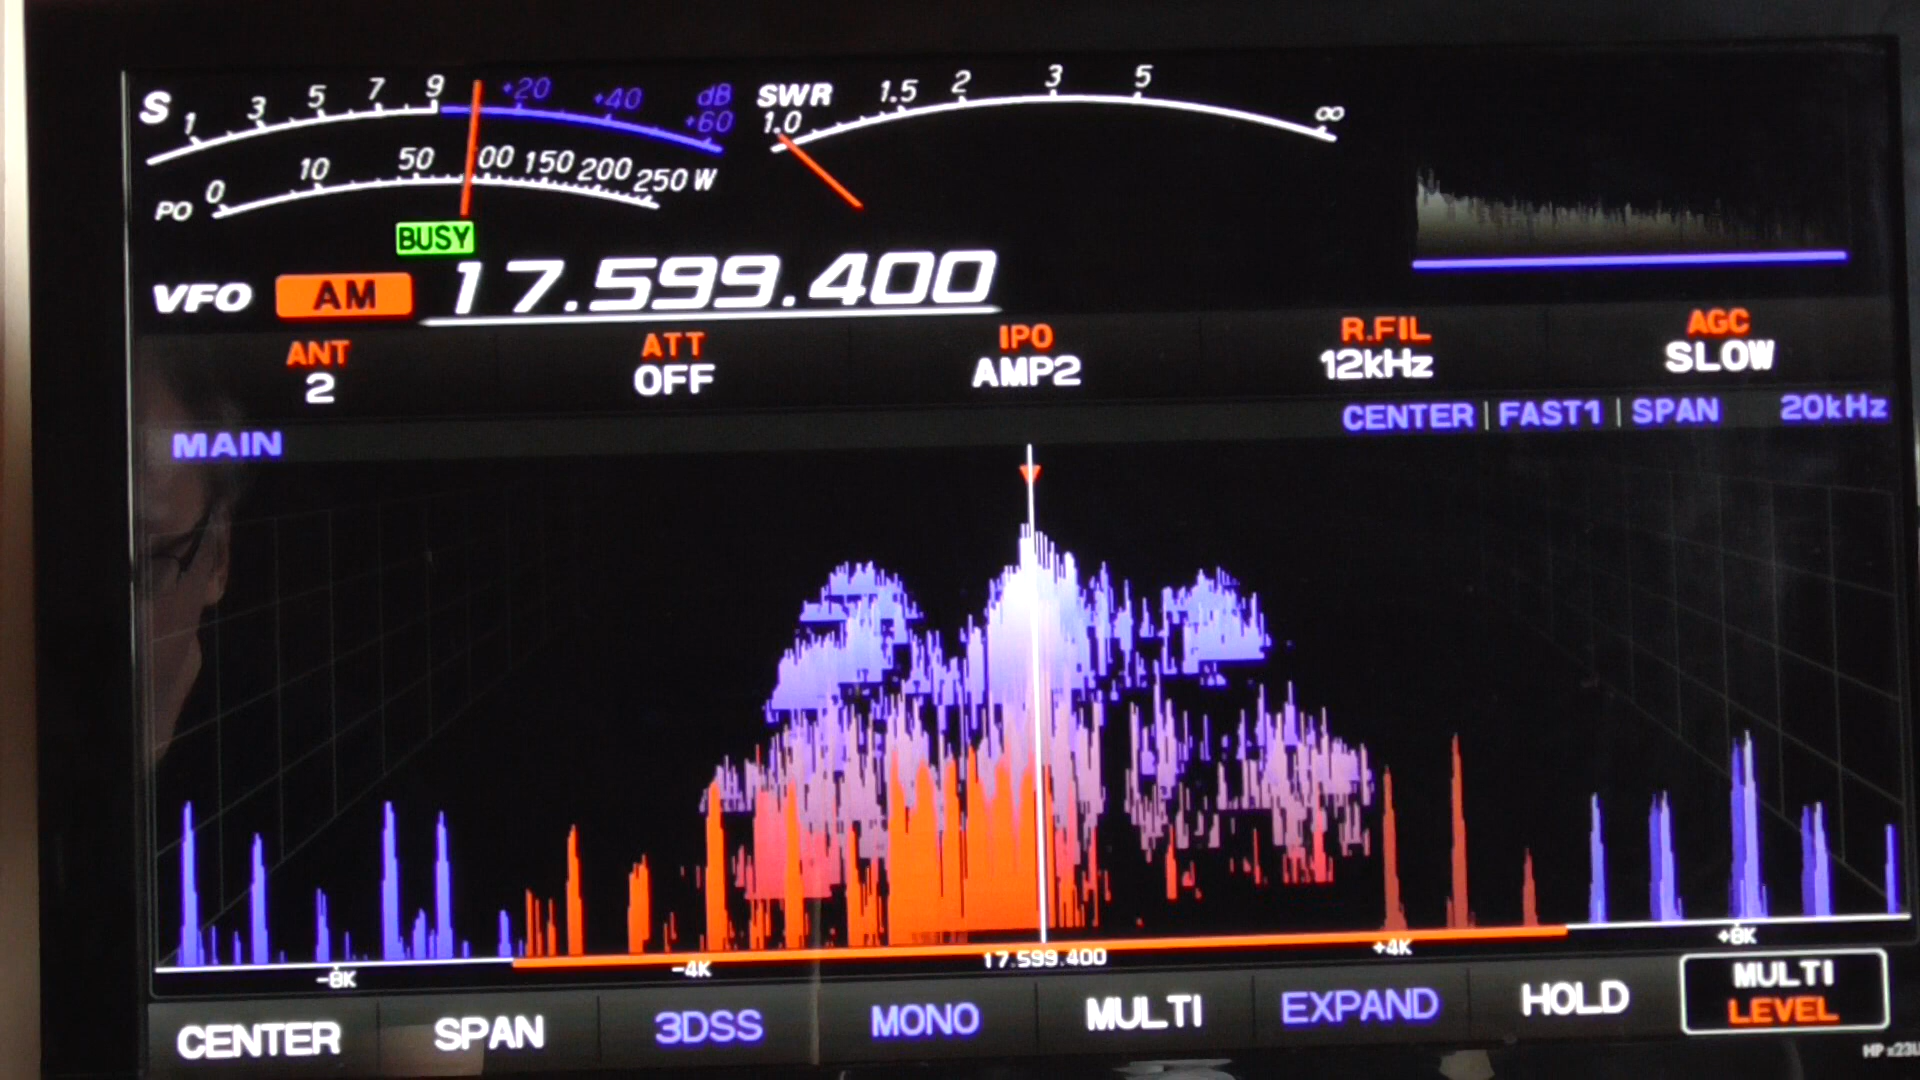 S 1 3 5 7 9 +20 +40 dB +60
SWR 1.0 1.5 2 3 5 ∞
PO 0 10 50 00 150 200 250 W
BUSY
VFO AM 17.599.400
ANT ATT IPO R.FIL AGC
2 OFF AMP2 12kHz SLOW
MAIN CENTER | FAST1 | SPAN 20kHz
-8K -4K 17.599.400 +4K +8K
CENTER SPAN 3DSS MONO MULTI EXPAND HOLD MULTI
LEVEL